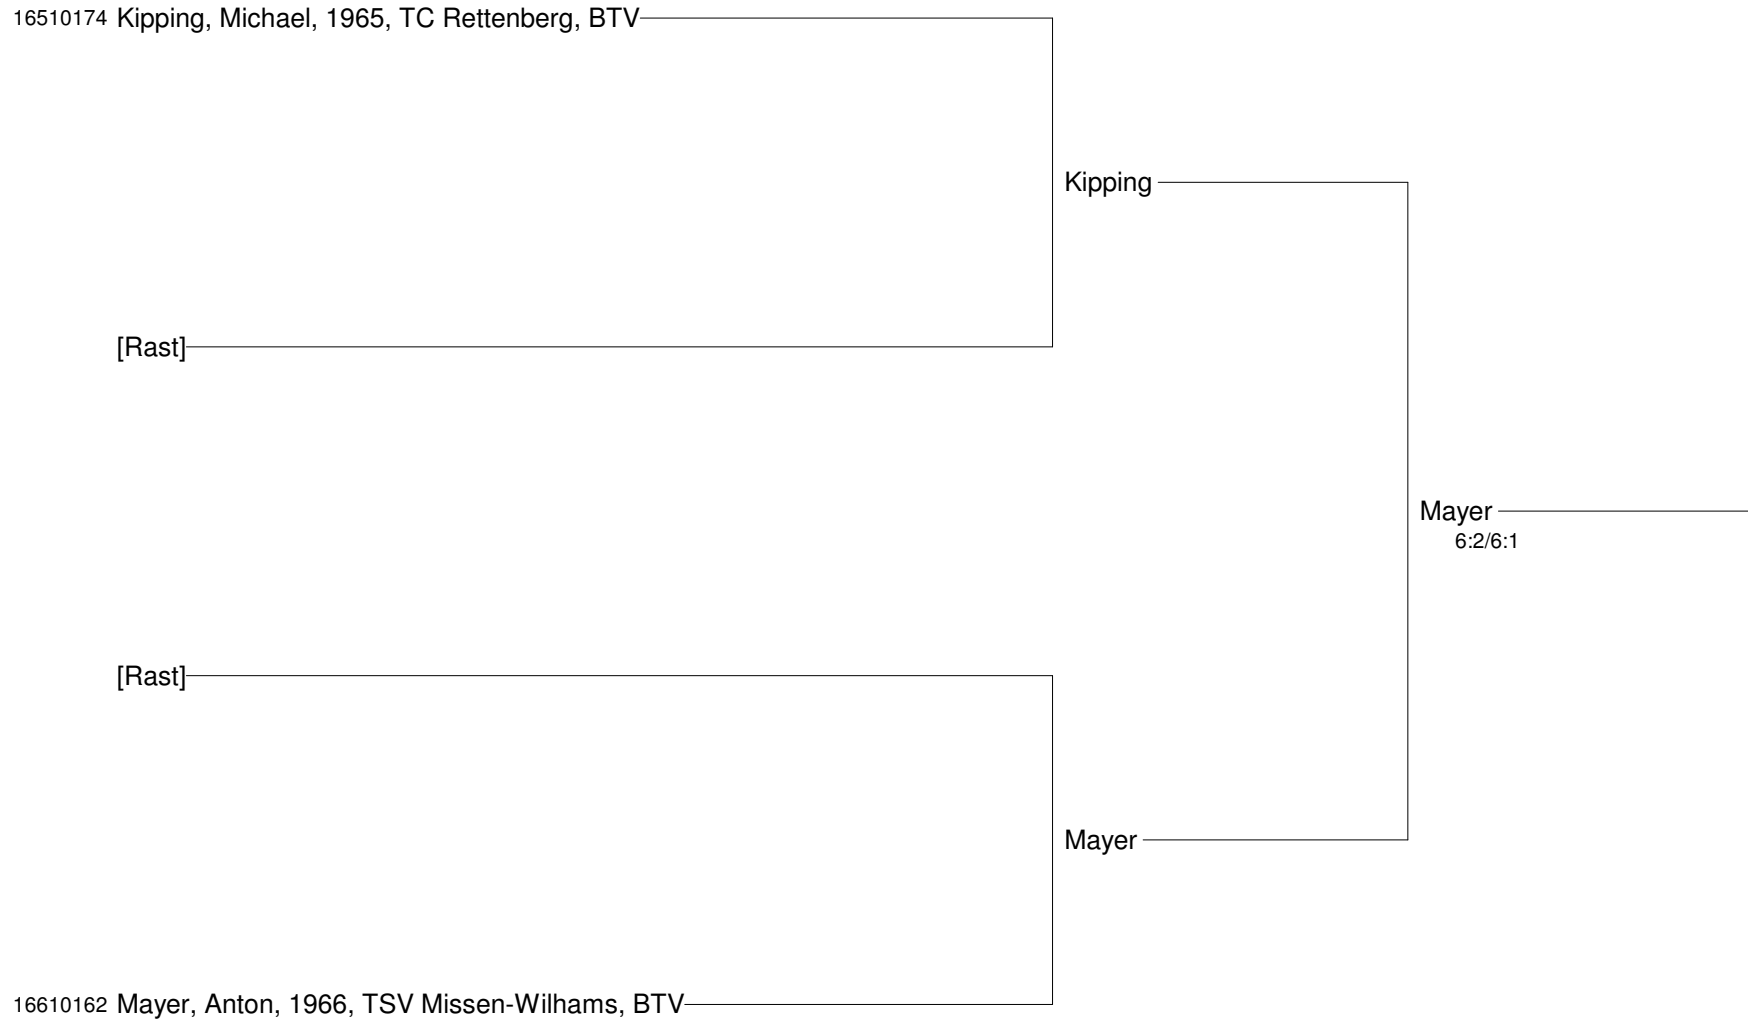 16510174 Kipping, Michael, 1965, TC Rettenberg, BTV
Kipping
[Rast]
Mayer
6:2/6:1
[Rast]
Mayer
16610162 Mayer, Anton, 1966, TSV Missen-Wilhams, BTV